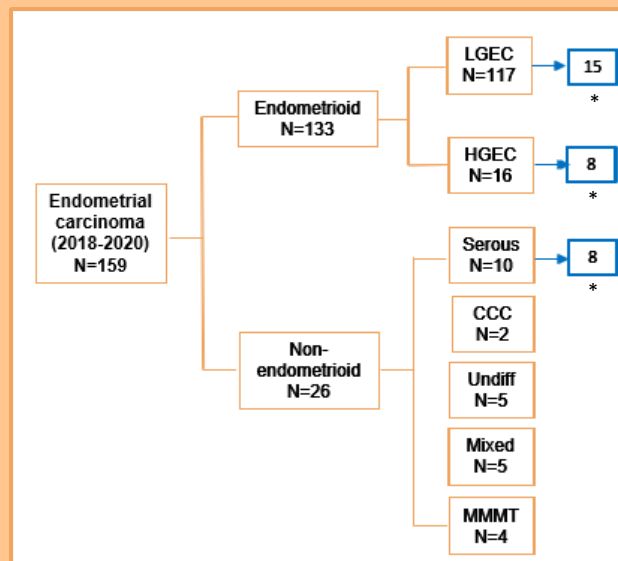 Endometrial
carcinoma
(2018-2020)
N=159
Endometrioid
N=133
LGEC
N=117
15
*
HGEC
N=16
8
*
Non-
endometrioid
N=26
Serous
N=10
8
*
CCC
N=2
Undiff
N=5
Mixed
N=5
MMMT
N=4